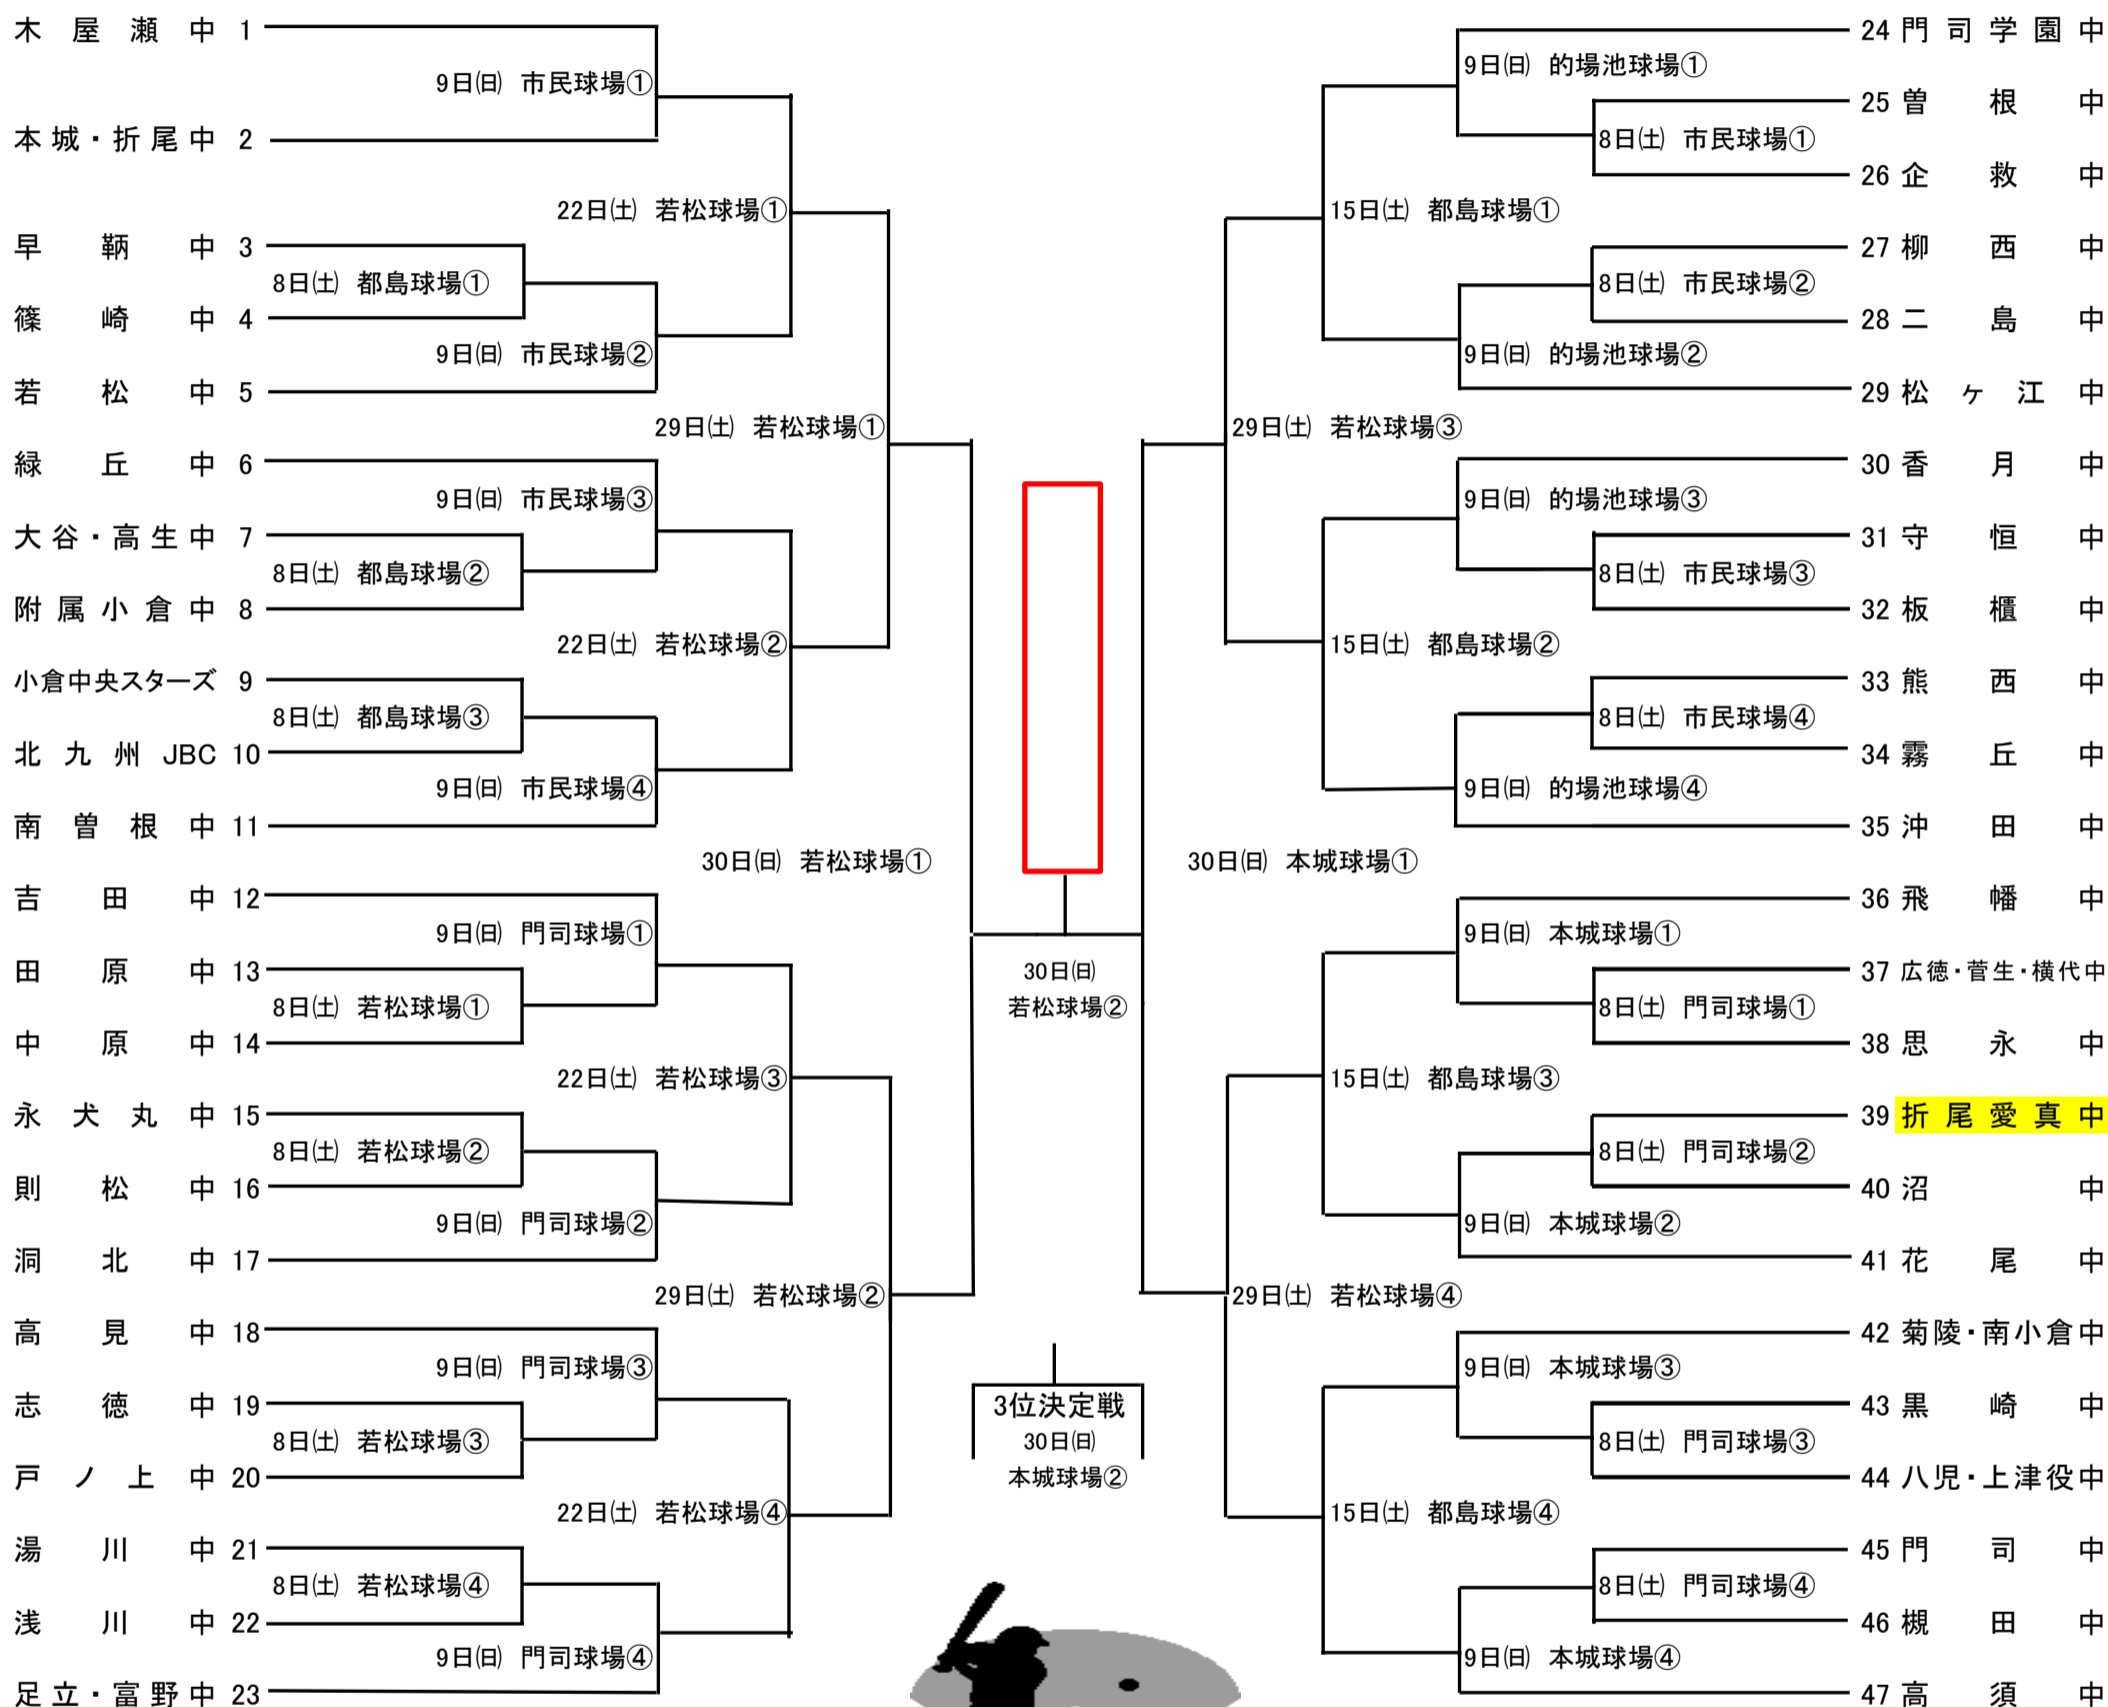 木屋瀬中 1
9日(日) 市民球場①
本城・折尾中 2
22日(土) 若松球場①
早鞆中 3
8日(土) 都島球場①
篠崎中 4
9日(日) 市民球場②
若松中 5
29日(土) 若松球場①
緑丘中 6
9日(日) 市民球場③
大谷・高生中 7
8日(土) 都島球場②
附属小倉中 8
22日(土) 若松球場②
小倉中央スターズ 9
8日(土) 都島球場③
北九州JBC 10
9日(日) 市民球場④
南曽根中 11
30日(日) 若松球場①
吉田中 12
9日(日) 門司球場①
田原中 13
8日(土) 若松球場①
中原中 14
22日(土) 若松球場③
永犬丸中 15
8日(土) 若松球場②
則松中 16
9日(日) 門司球場②
洞北中 17
29日(土) 若松球場②
高見中 18
9日(日) 門司球場③
志徳中 19
8日(土) 若松球場③
戸ノ上中 20
22日(土) 若松球場④
湯川中 21
8日(土) 若松球場④
浅川中 22
9日(日) 門司球場④
足立・富野中 23
30日(日)
若松球場②
3位決定戦
30日(日)
本城球場②
24 門司学園中
9日(日) 的場池球場①
25 曽根中
8日(土) 市民球場①
26 企救中
15日(土) 都島球場①
27 柳西中
8日(土) 市民球場②
28 二島中
9日(日) 的場池球場②
29 松ヶ江中
29日(土) 若松球場③
30 香月中
9日(日) 的場池球場③
31 守恒中
8日(土) 市民球場③
32 板櫃中
15日(土) 都島球場②
33 熊西中
8日(土) 市民球場④
34 霧丘中
9日(日) 的場池球場④
35 沖田中
30日(日) 本城球場①
36 飛幡中
9日(日) 本城球場①
37 広徳・菅生・横代中
8日(土) 門司球場①
38 思永中
15日(土) 都島球場③
39 折尾愛真中
8日(土) 門司球場②
40 沼中
9日(日) 本城球場②
41 花尾中
29日(土) 若松球場④
42 菊陵・南小倉中
9日(日) 本城球場③
43 黒崎中
8日(土) 門司球場③
44 八児・上津役中
15日(土) 都島球場④
45 門司中
8日(土) 門司球場④
46 槻田中
9日(日) 本城球場④
47 高須中